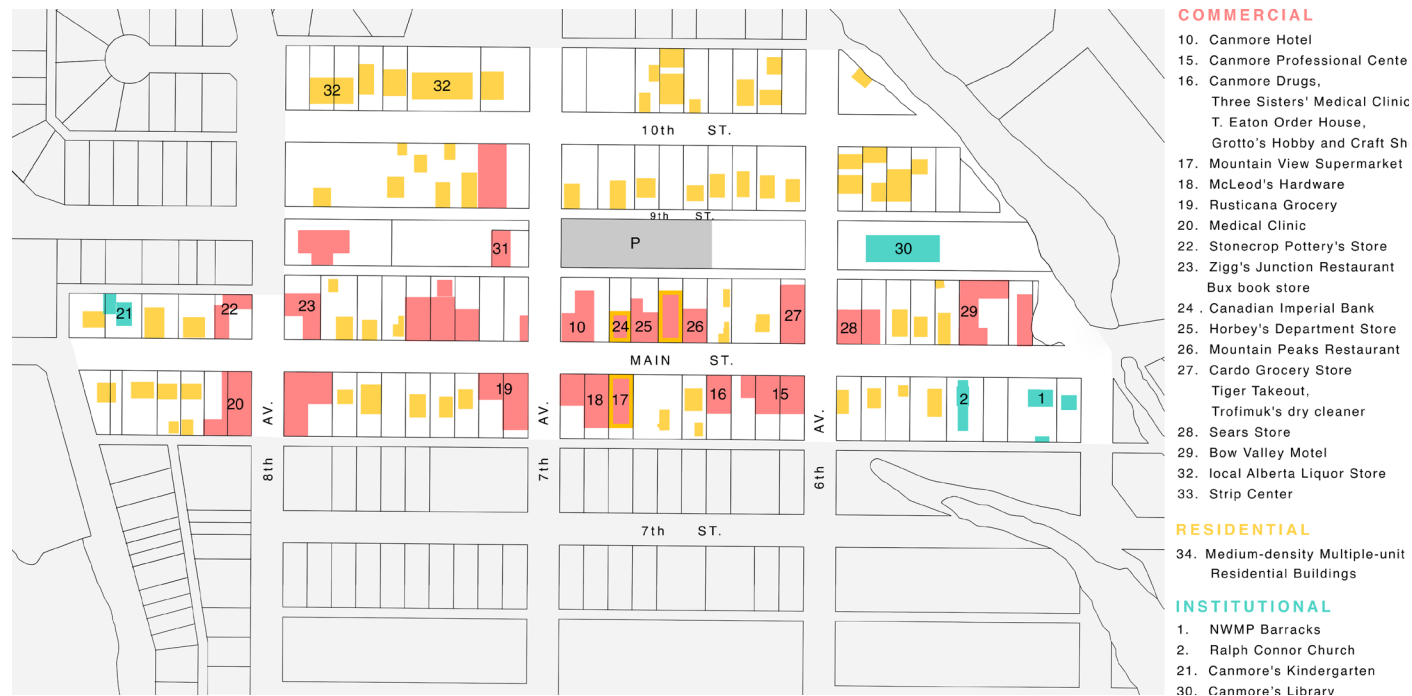 COMMERCIAL
10. Canmore Hotel
15. Canmore Professional Cente
16. Canmore Drugs,
Three Sisters' Medical Clinic
T. Eaton Order House,
Grotto's Hobby and Craft Sh
17. Mountain View Supermarket
18. McLeod's Hardware
19. Rusticana Grocery
20. Medical Clinic
22. Stonecrop Pottery's Store
23. Zigg's Junction Restaurant
Bux book store
24 . Canadian Imperial Bank
25. Horbey's Department Store
26. Mountain Peaks Restaurant
27. Cardo Grocery Store
Tiger Takeout,
Trofimuk's dry cleaner
28. Sears Store
29. Bow Valley Motel
32. local Alberta Liquor Store
33. Strip Center
RESIDENTIAL
34. Medium-density Multiple-unit
Residential Buildings
INSTITUTIONAL
1. NWMP Barracks
2. Ralph Connor Church
21. Canmore's Kindergarten
30. Canmore's Library
32 32
10th ST.
9th ST.
31 P 30
21 22 23 10 24 25 26 27 28 29
MAIN ST.
20 19 18 17 16 15 2 1
8th AV. 7th AV. 6th AV.
7th ST.